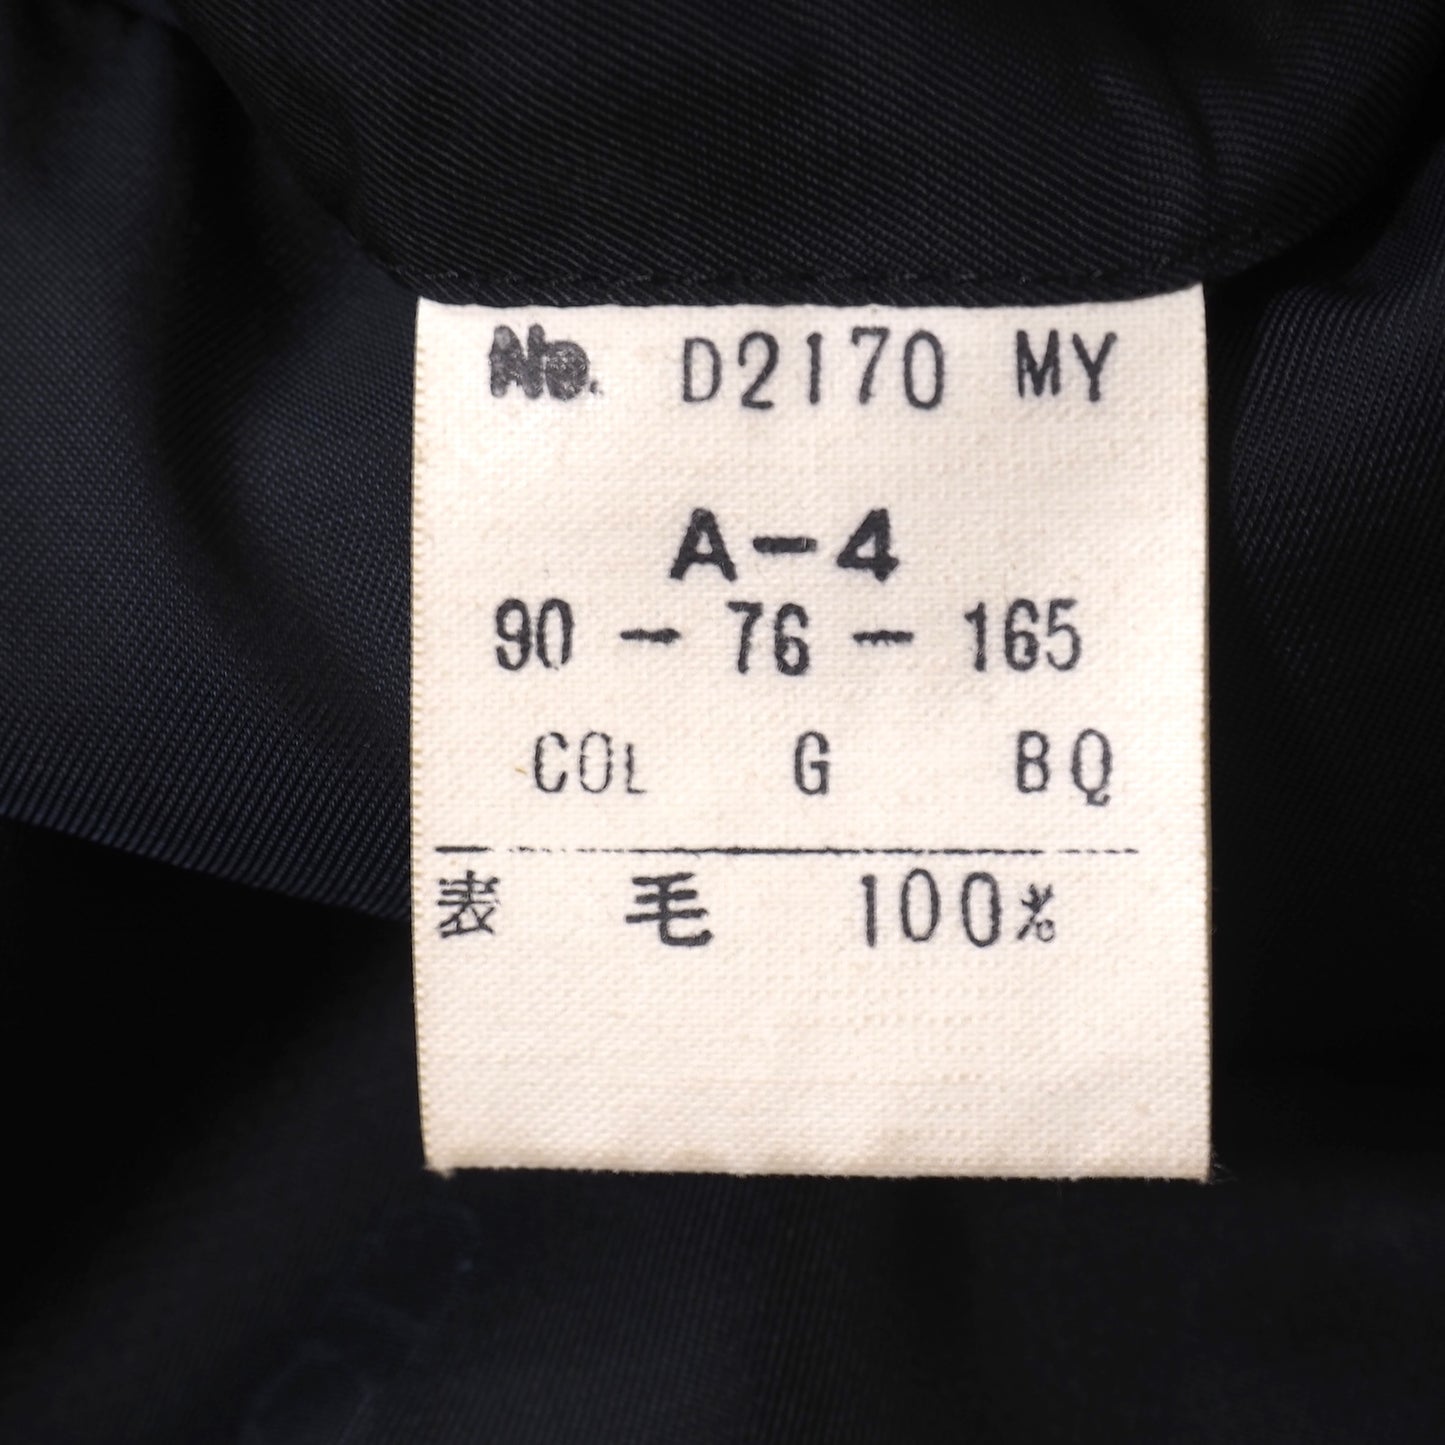 No. D2170 MY
A-4
90 - 76 - 165
COL G BQ
表 毛 100%